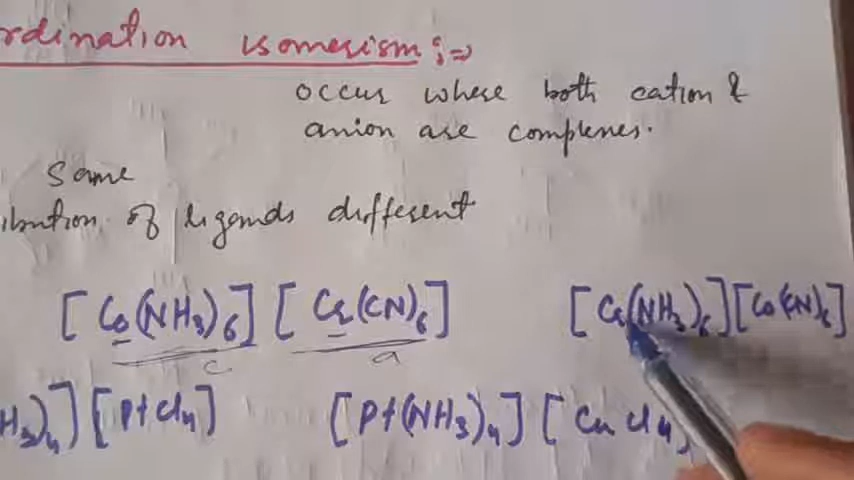 rdination isomerism :⇒
occur where both cation &
anion are complexes.
Same
ibution of ligands different
[Co(NH3)6] [Cr(CN)6] [Cr(NH3)6] [Co(CN)6]
c a
H3)4] [PtCl4] [Pt(NH3)4] [CuCl4